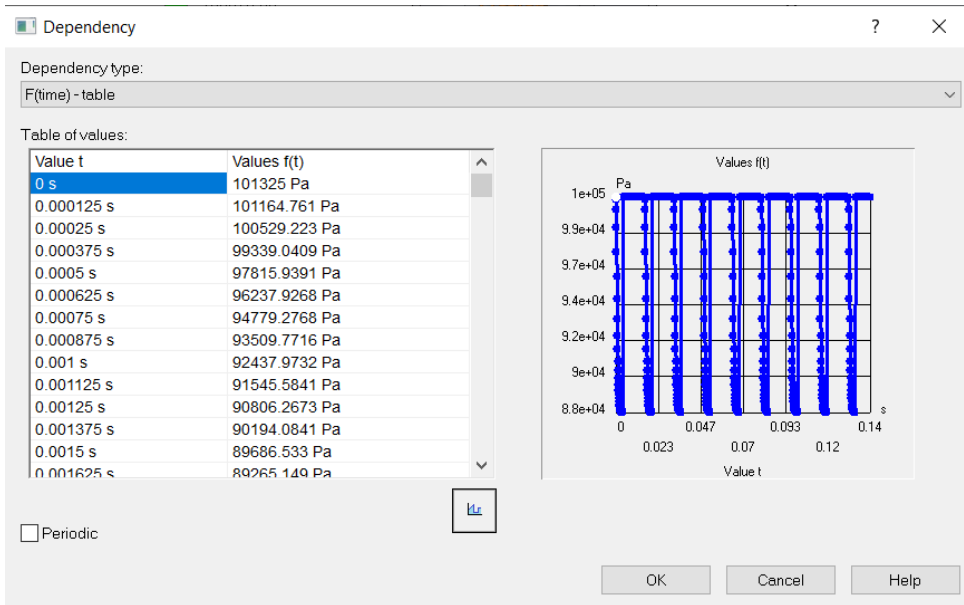 Dependency ?
Dependency type:
F(time) - table
Table of values:
Value t Values f(t)
0 s 101325 Pa
0.000125 s 101164.761 Pa
0.00025 s 100529.223 Pa
0.000375 s 99339.0409 Pa
0.0005 s 97815.9391 Pa
0.000625 s 96237.9268 Pa
0.00075 s 94779.2768 Pa
0.000875 s 93509.7716 Pa
0.001 s 92437.9732 Pa
0.001125 s 91545.5841 Pa
0.00125 s 90806.2673 Pa
0.001375 s 90194.0841 Pa
0.0015 s 89686.533 Pa
0.001625 s 89265.149 Pa
Values f(t)
Pa
1e+05
9.9e+04
9.7e+04
9.4e+04
9.2e+04
9e+04
8.8e+04
s
0 0.047 0.093 0.14
0.023 0.07 0.12
Value t
Periodic
OK Cancel Help